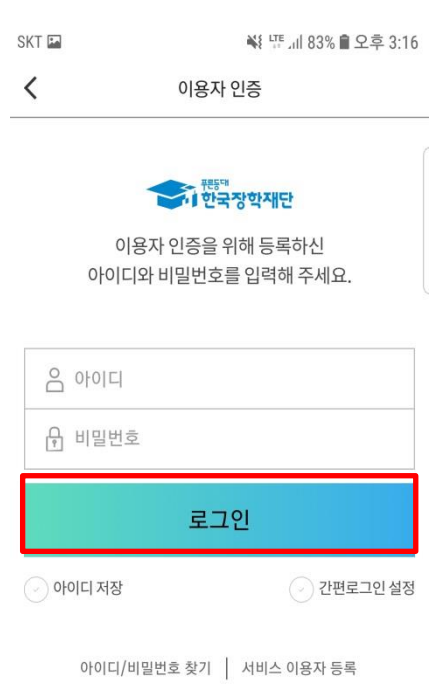 SKT LTE 83% 오후 3:16
이용자 인증
푸른등대
한국장학재단
이용자 인증을 위해 등록하신
아이디와 비밀번호를 입력해 주세요.
아이디
비밀번호
로그인
아이디 저장 간편로그인 설정
아이디/비밀번호 찾기 | 서비스 이용자 등록